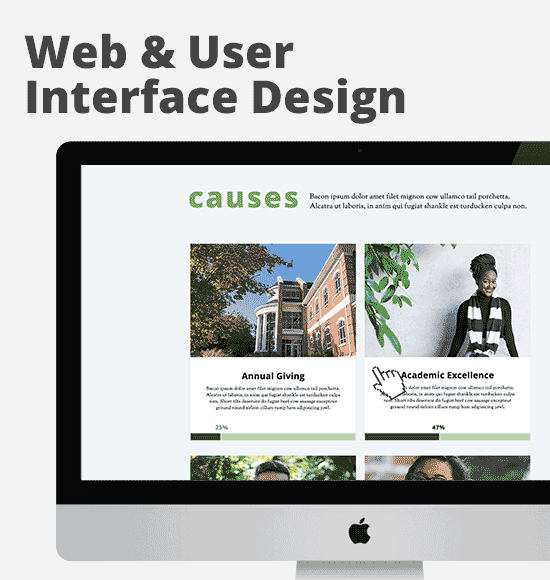 Web & User
Interface Design
causes
Bacon ipsum dolor amet filet mignon cow ullamco tail porchetta.
Alcatra ut laboris, in anim qui fugiat shankle est turducken culpa non.
Annual Giving
Bacon ipsum dolor amet filet mignon cow ullamco tail porchetta.
Alcatra ut laboris, in anim qui fugiat shankle est turducken culpa
non. Short ribs deserunt do fugiat beef cow sausage excepteur
ground round sirloin cillum rump ham adipisicing jowl.
25%
Academic Excellence
Bacon ipsum dolor amet filet mignon cow ullamco tail porchetta.
Alcatra ut laboris, in anim qui fugiat shankle est turducken culpa
non. Short ribs deserunt do fugiat beef cow sausage excepteur
ground round sirloin cillum rump ham adipisicing jowl.
47%